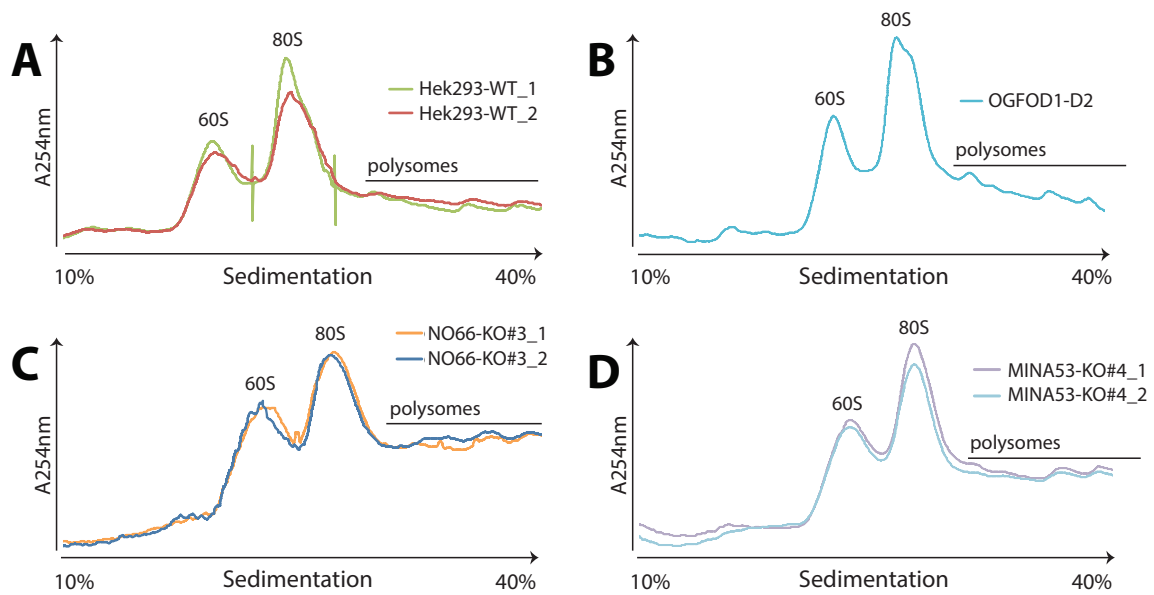 A
80S
60S
Hek293-WT_1
Hek293-WT_2
polysomes
A254nm
10%
Sedimentation
40%
B
80S
60S
OGFOD1-D2
polysomes
A254nm
10%
Sedimentation
40%
C
80S
60S
NO66-KO#3_1
NO66-KO#3_2
polysomes
A254nm
10%
Sedimentation
40%
D
80S
60S
MINA53-KO#4_1
MINA53-KO#4_2
polysomes
A254nm
10%
Sedimentation
40%